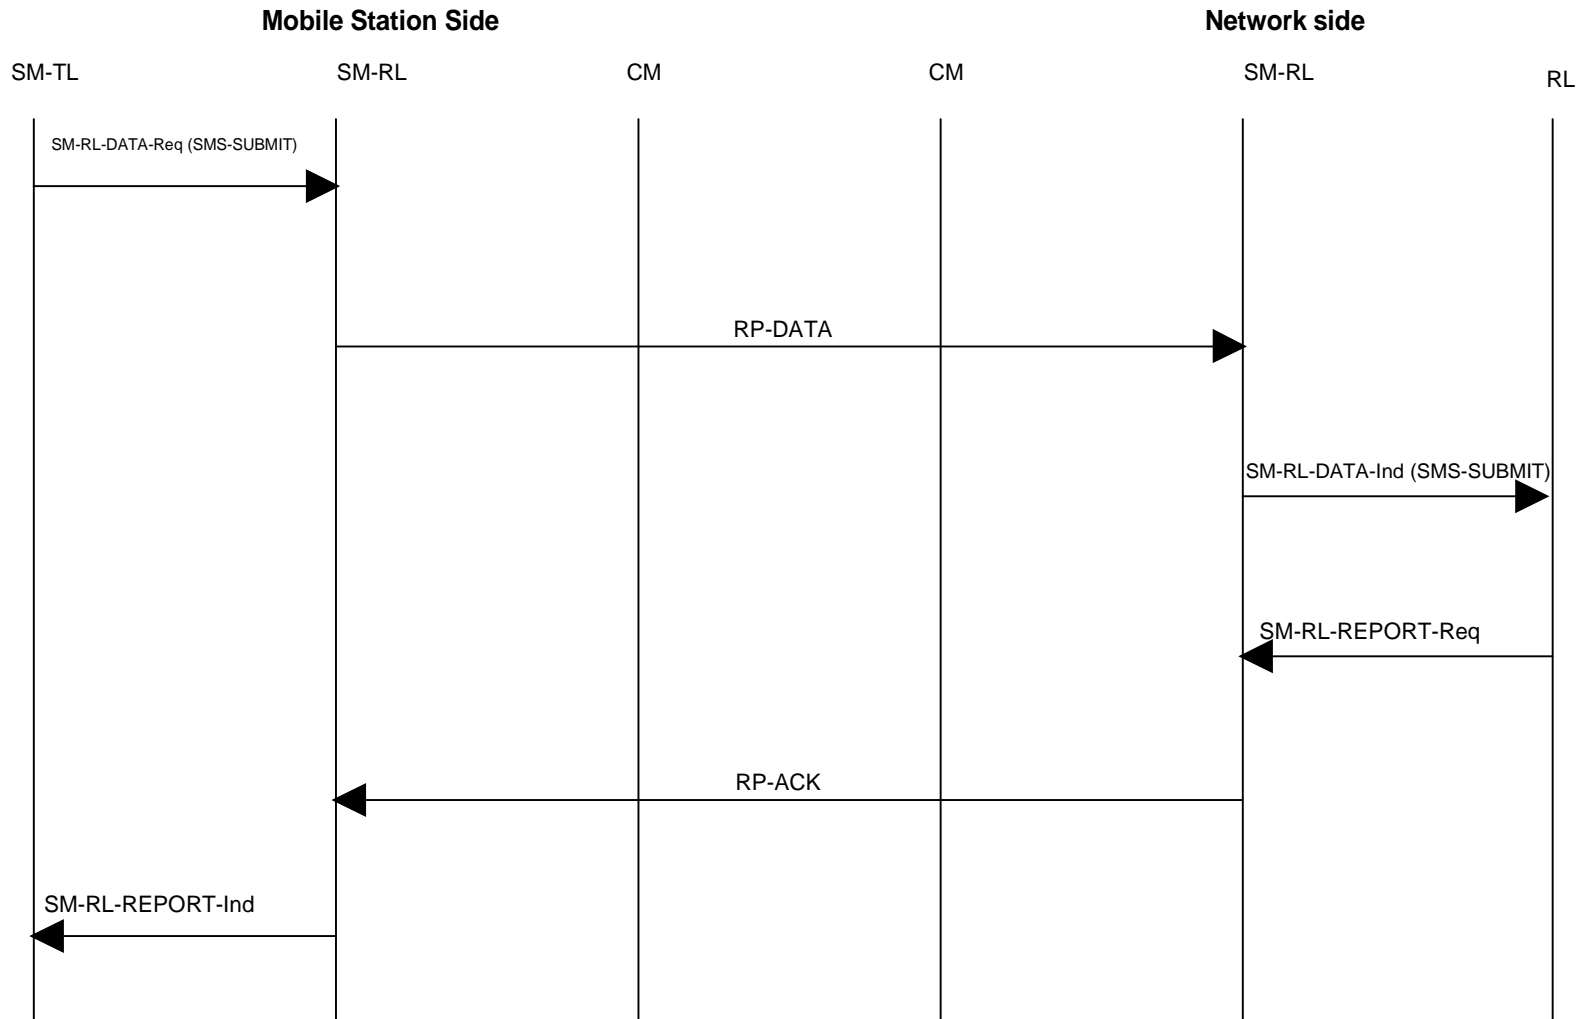 Mobile Station Side
Network side
SM-TL
SM-RL
CM
CM
SM-RL
RL
SM-RL-DATA-Req (SMS-SUBMIT)
RP-DATA
SM-RL-DATA-Ind (SMS-SUBMIT)
SM-RL-REPORT-Req
RP-ACK
SM-RL-REPORT-Ind